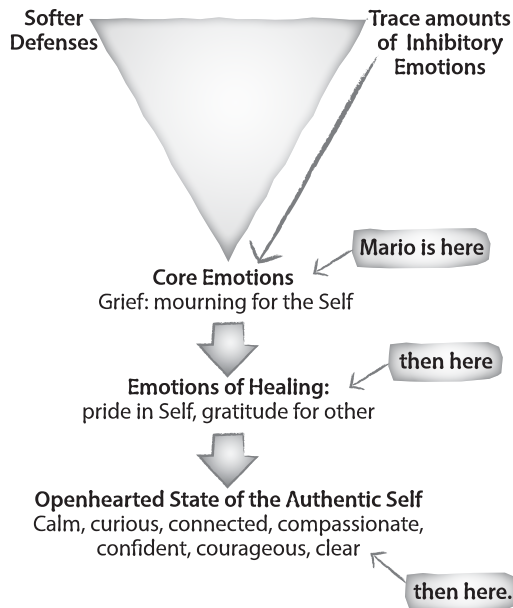 Softer
Defenses
Trace amounts
of Inhibitory
Emotions
Mario is here
Core Emotions
Grief: mourning for the Self
then here
Emotions of Healing:
pride in Self, gratitude for other
Openhearted State of the Authentic Self
Calm, curious, connected, compassionate,
confident, courageous, clear
then here.